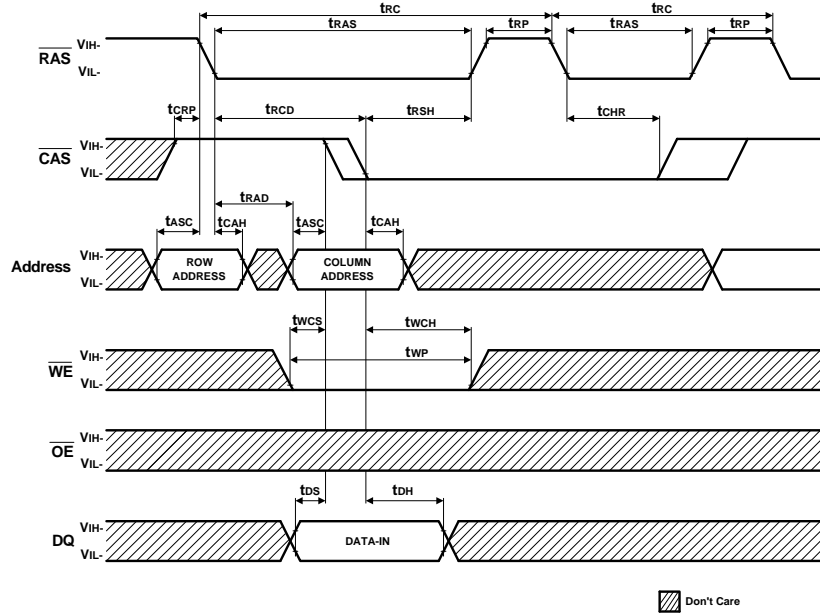 tRC tRC
tRAS tRP tRAS tRP
RAS VIH-
VIL-
tCRP tRCD tRSH tCHR
CAS VIH-
VIL-
tRAD
tASC tCAH tASC tCAH
Address VIH-
VIL-
ROW
ADDRESS
COLUMN
ADDRESS
tWCS tWCH
tWP
WE VIH-
VIL-
OE VIH-
VIL-
tDS tDH
DQ VIH-
VIL-
DATA-IN
Don't Care